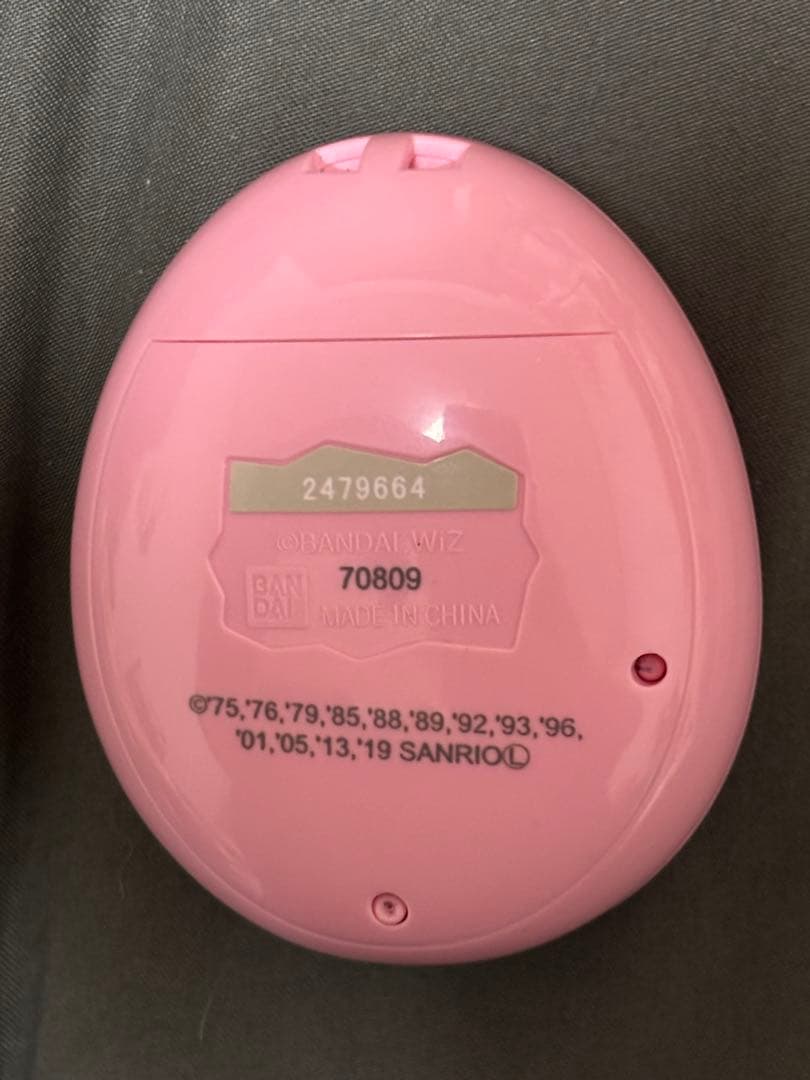 2479664
©BANDAI,WiZ
70809
BAN
DAI
MADE IN CHINA
©'75,'76,'79,'85,'88,'89,'92,'93,'96,
'01,'05,'13,'19 SANRIOⓁ